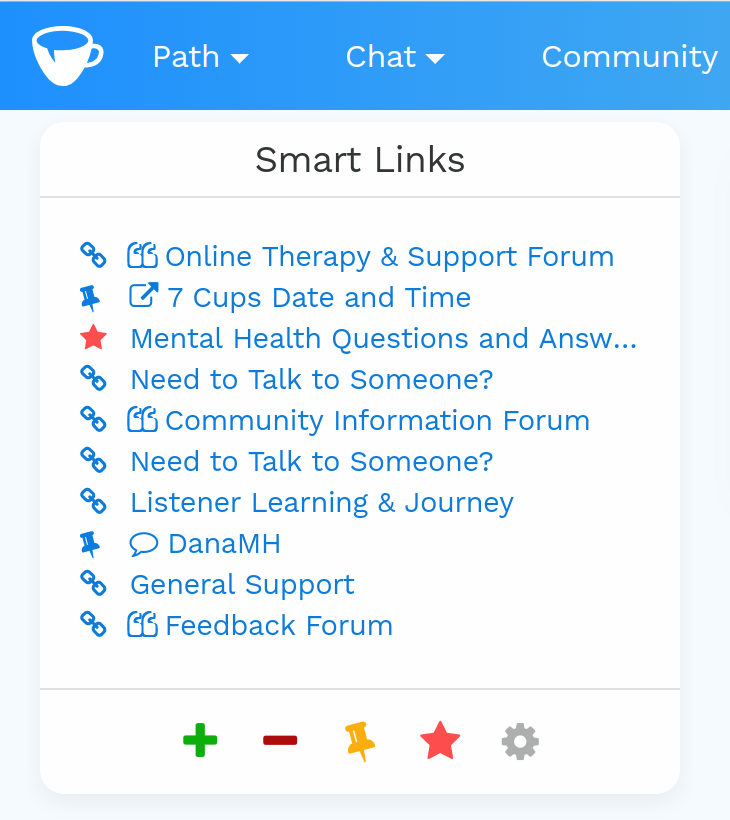 Path Chat Community
Smart Links
Online Therapy & Support Forum
7 Cups Date and Time
Mental Health Questions and Answ...
Need to Talk to Someone?
Community Information Forum
Need to Talk to Someone?
Listener Learning & Journey
DanaMH
General Support
Feedback Forum